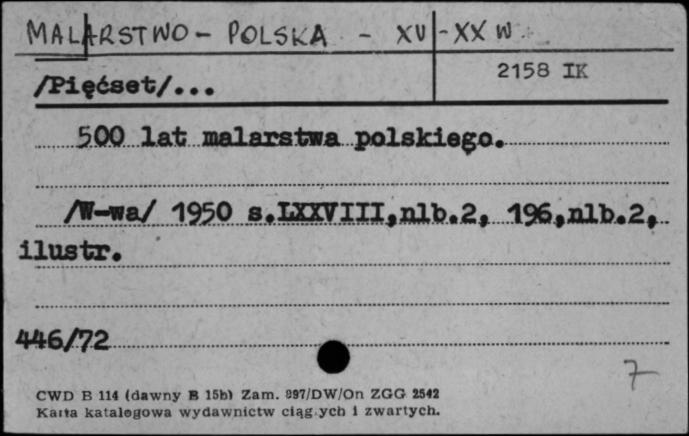 MALARSTWO - POLSKA - XV - XX W
2158 IK
/Pięćset/...
500 lat malarstwa polskiego.
/W-wa/ 1950 s.LXXVIII,nlb.2, 196,nlb.2,
ilustr.
446/72
7
CWD B 114 (dawny B 15b) Zam. 897/DW/On ZGG 2542
Karta katalogowa wydawnictw ciągłych i zwartych.